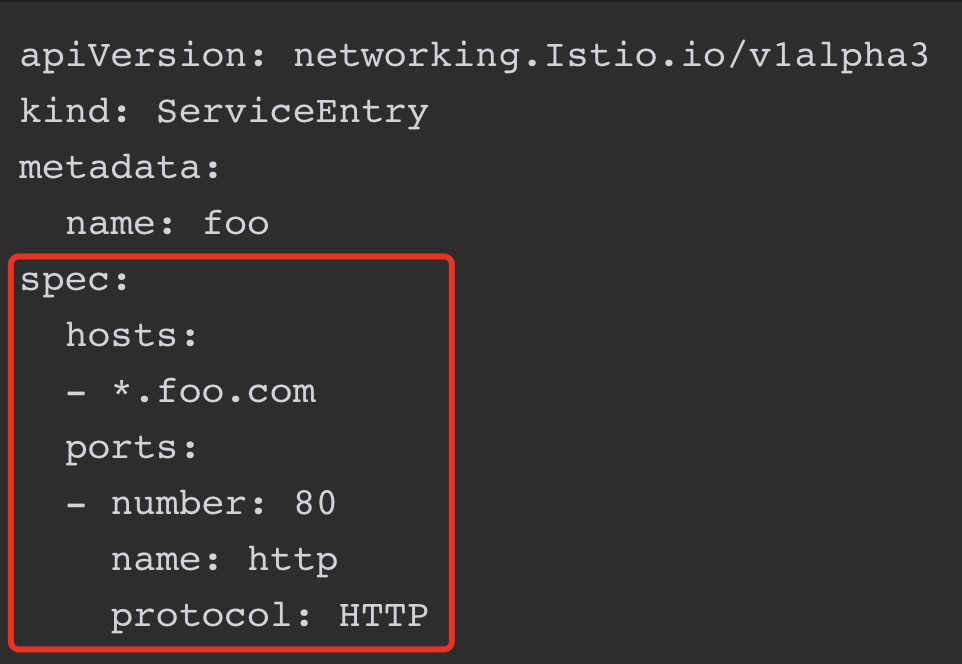 apiVersion: networking.Istio.io/v1alpha3
kind: ServiceEntry
metadata:
  name: foo
spec:
  hosts:
  - *.foo.com
  ports:
  - number: 80
    name: http
    protocol: HTTP